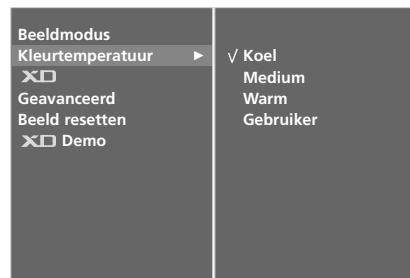 Beeldmodus
Kleurtemperatuur ►
XD
Geavanceerd
Beeld resetten
XD Demo
√ Koel
Medium
Warm
Gebruiker